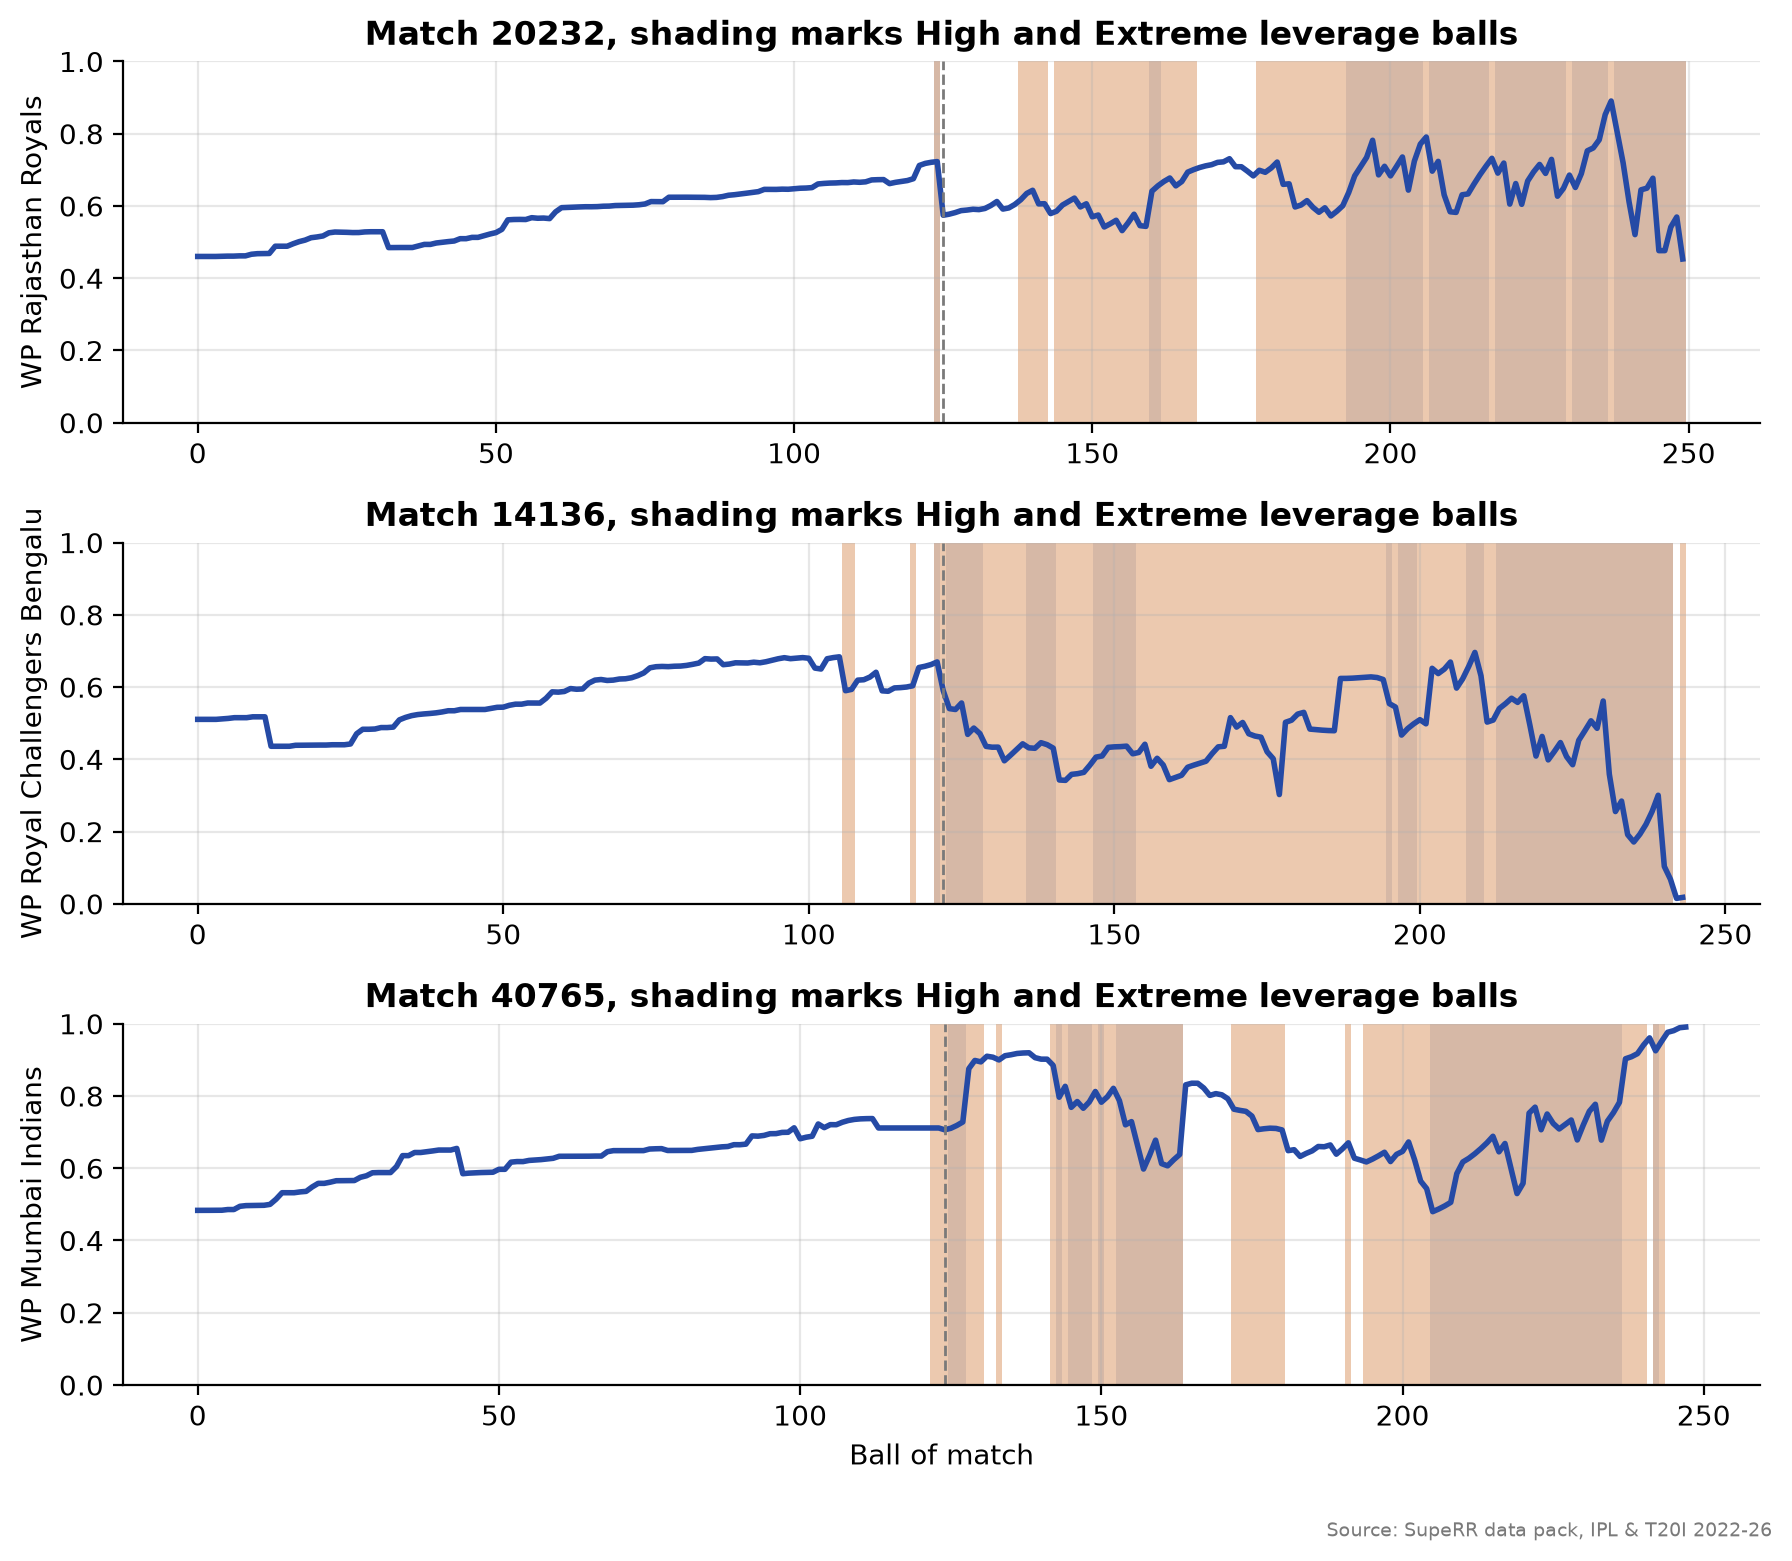 Match 20232, shading marks High and Extreme leverage balls
WP Rajasthan Royals
1.0
0.8
0.6
0.4
0.2
0.0
0 50 100 150 200 250
Match 14136, shading marks High and Extreme leverage balls
WP Royal Challengers Bengalu
1.0
0.8
0.6
0.4
0.2
0.0
0 50 100 150 200 250
Match 40765, shading marks High and Extreme leverage balls
WP Mumbai Indians
1.0
0.8
0.6
0.4
0.2
0.0
0 50 100 150 200 250
Ball of match
Source: SupeRR data pack, IPL & T20I 2022-26